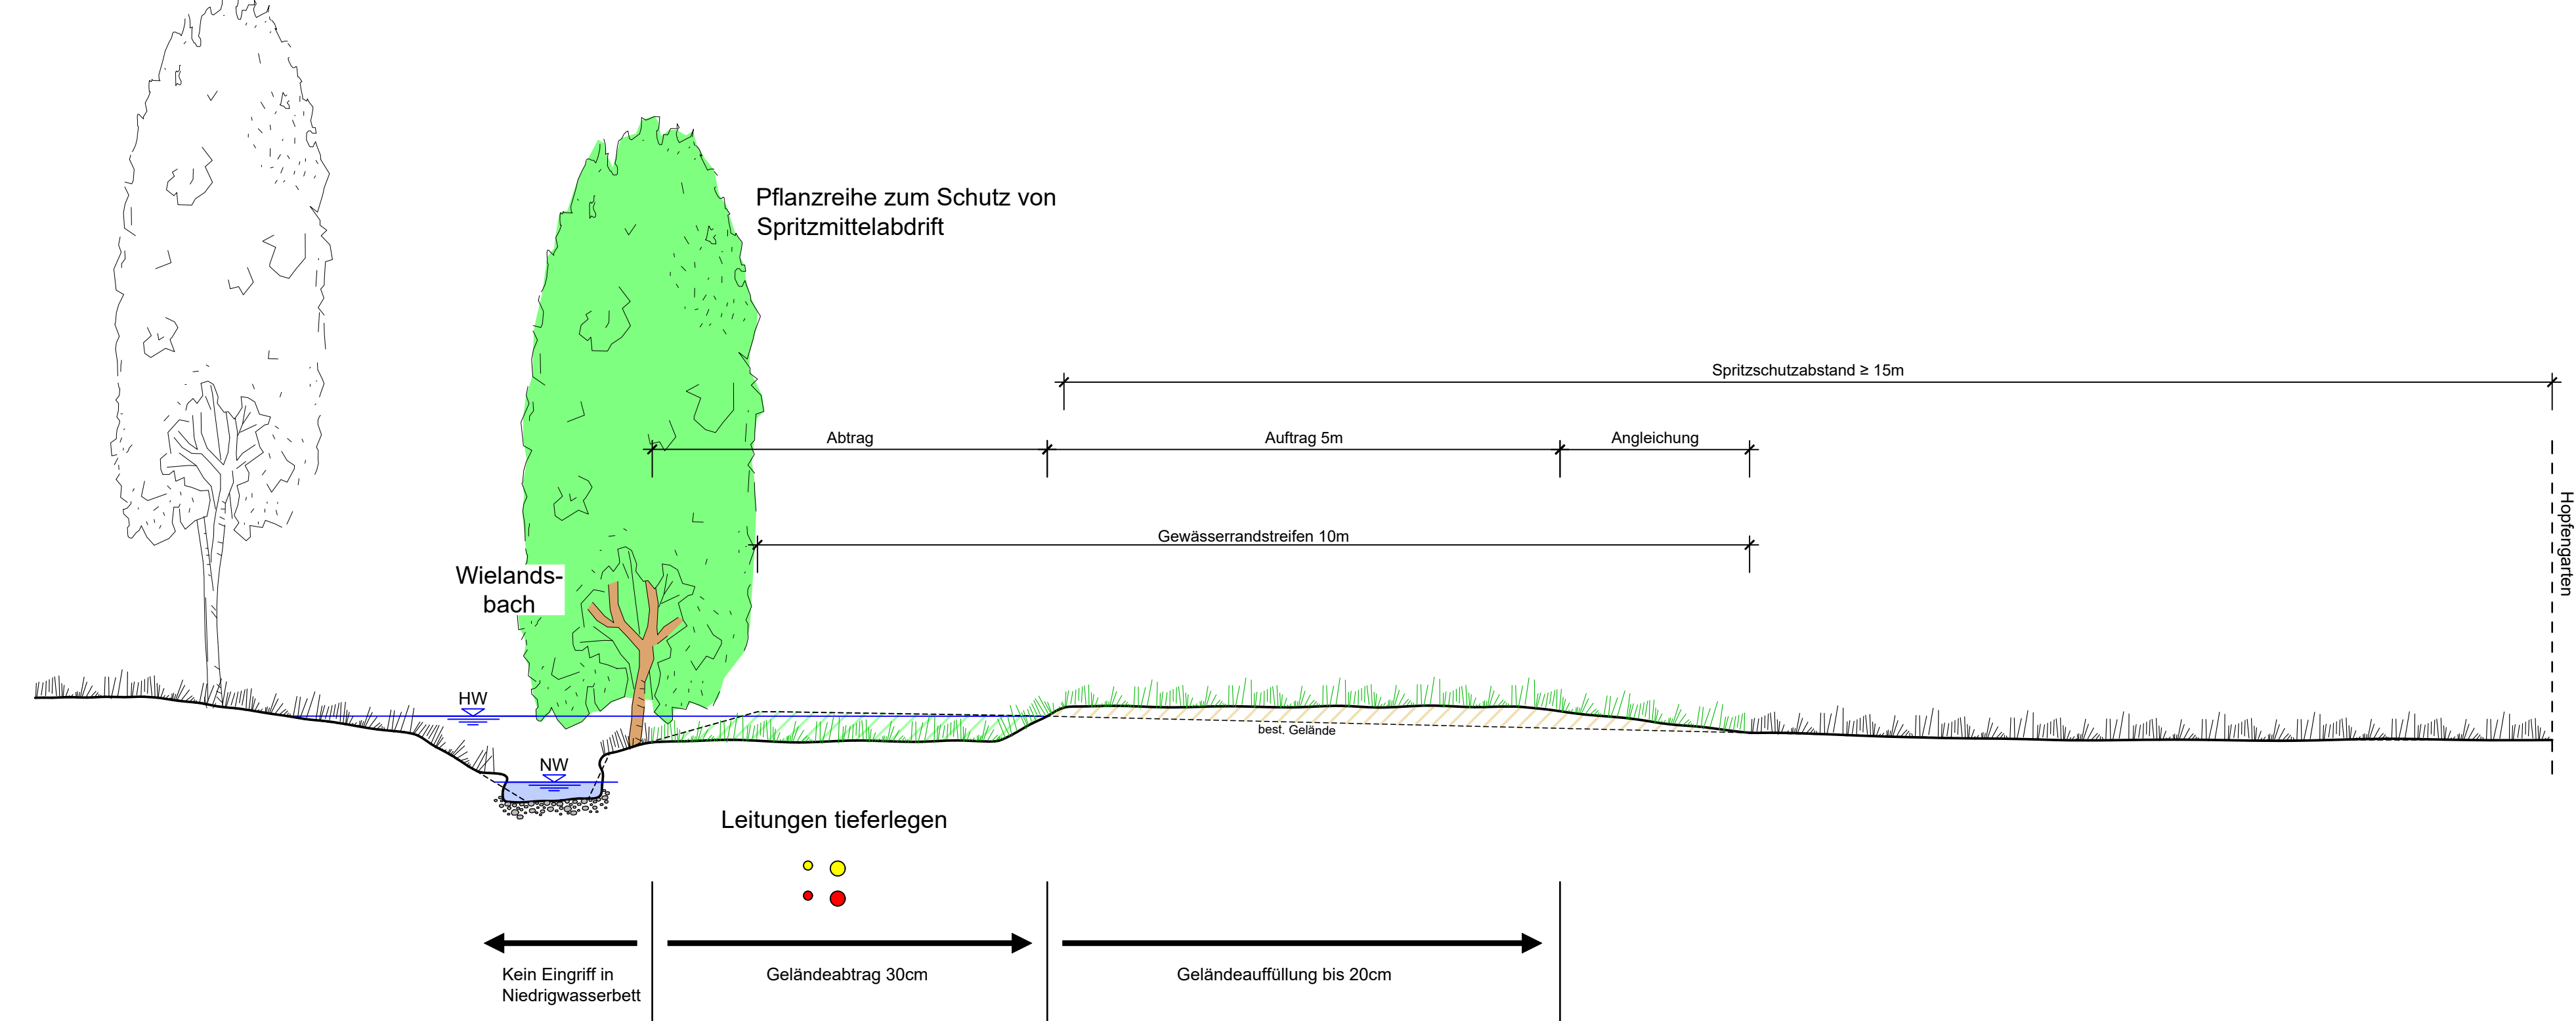 Pflanzreihe zum Schutz von
Spritzmittelabdrift
Spritzschutzabstand ≥ 15m
Abtrag
Auftrag 5m
Angleichung
Gewässerrandstreifen 10m
Hopfengarten
Wielands-
bach
HW
NW
best. Gelände
Leitungen tieferlegen
Kein Eingriff in
Niedrigwasserbett
Geländeabtrag 30cm
Geländeauffüllung bis 20cm